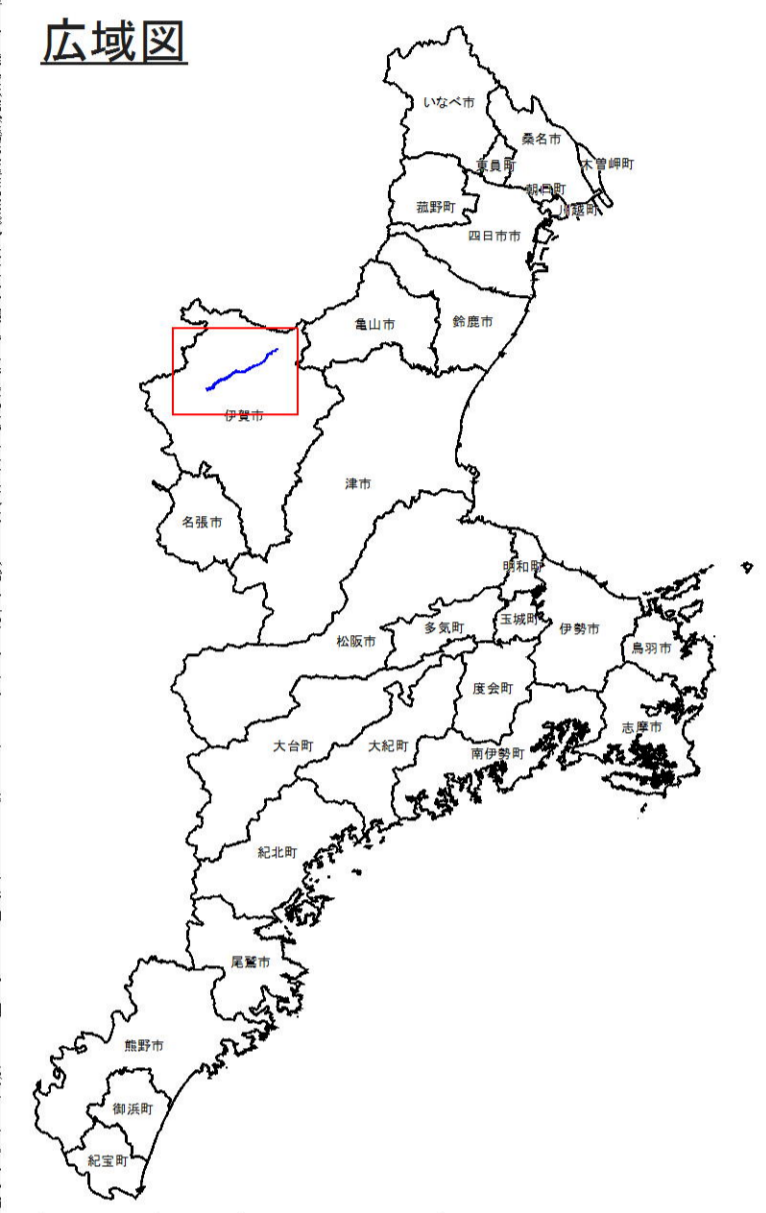 広域図
いなべ市
桑名市
東員町
木曽岬町
朝日町
川越町
菰野町
四日市市
亀山市
鈴鹿市
伊賀市
津市
名張市
明和町
玉城町
多気町
伊勢市
松阪市
鳥羽市
度会町
志摩市
大台町
大紀町
南伊勢町
紀北町
尾鷲市
熊野市
御浜町
紀宝町